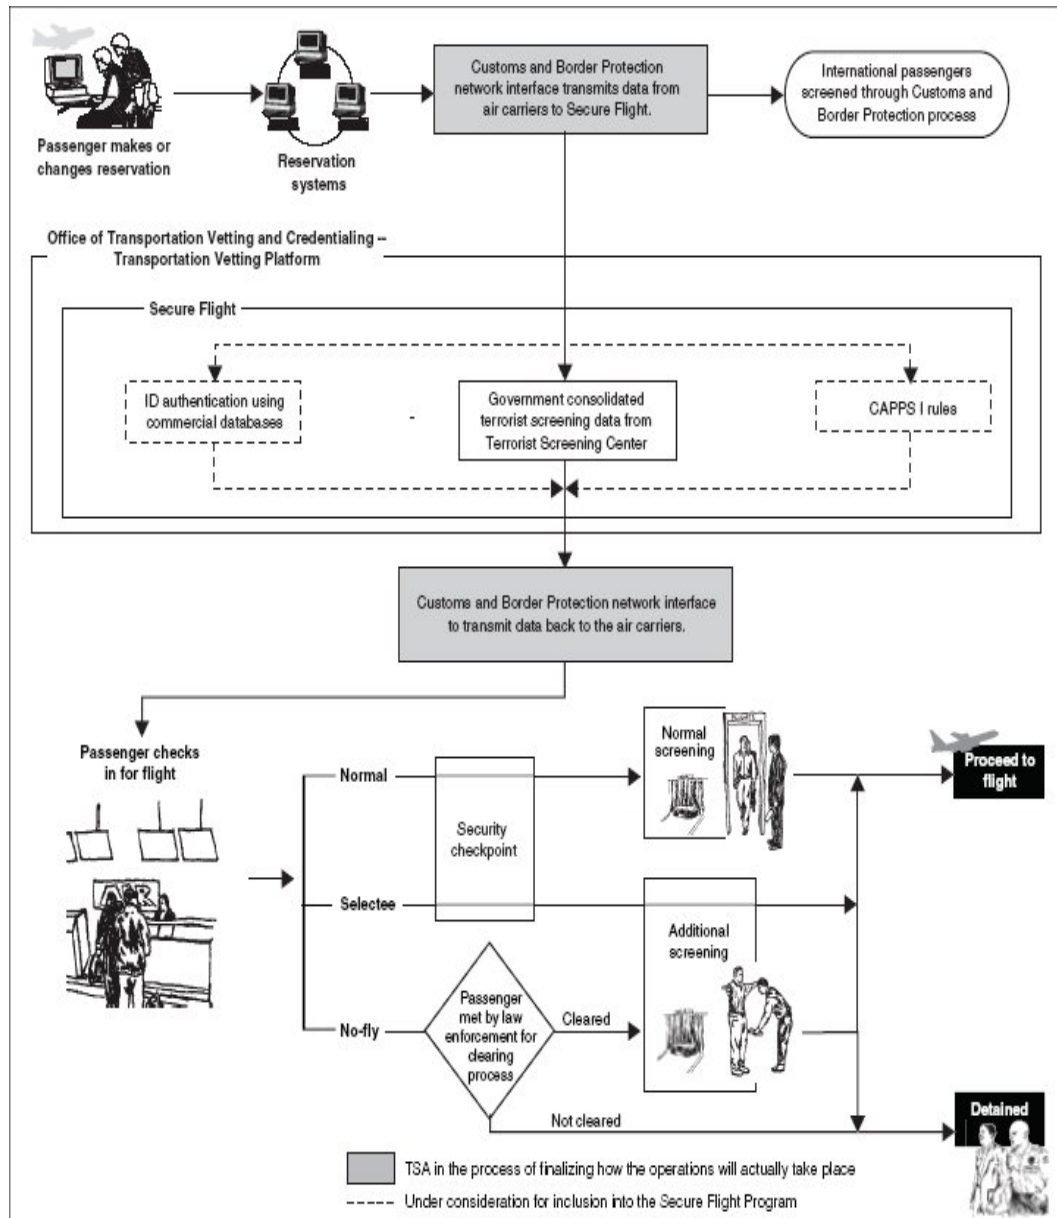 Customs and Border Protection
network interface transmits data from
air carriers to Secure Flight.
International passengers
screened through Customs and
Border Protection process
Passenger makes or
changes reservation
Reservation
systems
Office of Transportation Vetting and Credentialing --
Transportation Vetting Platform
Secure Flight
ID authentication using
commercial databases
-
Government consolidated
terrorist screening data from
Terrorist Screening Center
CAPPS I rules
Customs and Border Protection network interface
to transmit data back to the air carriers.
Passenger checks
in for flight
Normal
Security
checkpoint
Normal
screening
Proceed to
flight
AIR
Selectee
Additional
screening
No-fly
Passenger
met by law
enforcement for
clearing
process
Cleared
Not cleared
Detained
TSA in the process of finalizing how the operations will actually take place
Under consideration for inclusion into the Secure Flight Program